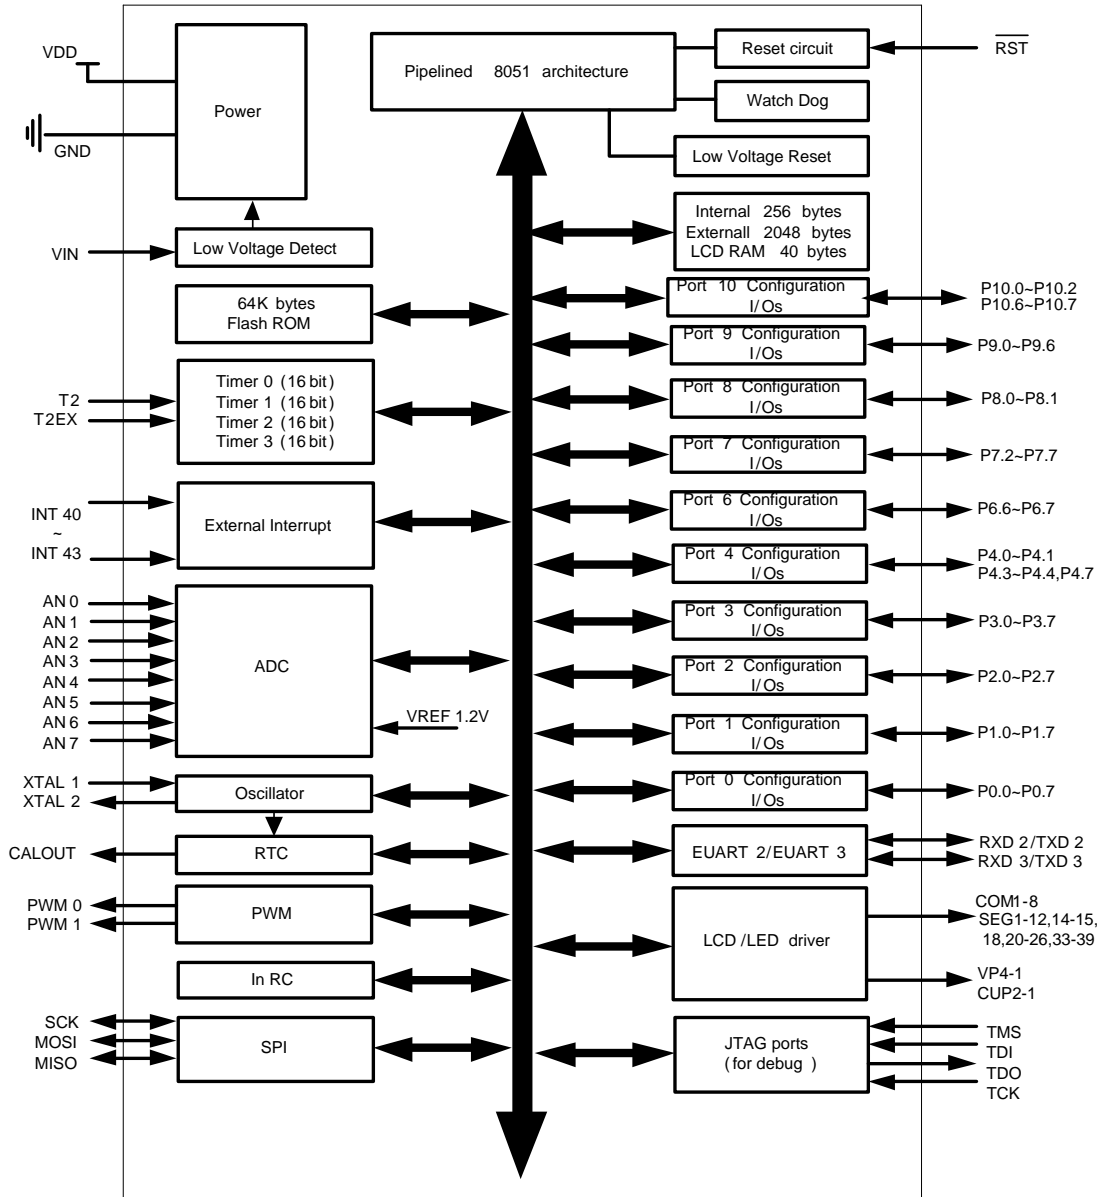 Pipelined 8051 architecture
Reset circuit
RST
Watch Dog
Low Voltage Reset
VDD
GND
Power
VIN
Low Voltage Detect
64K bytes
Flash ROM
T2
T2EX
Timer 0 (16 bit)
Timer 1 (16 bit)
Timer 2 (16 bit)
Timer 3 (16 bit)
INT 40
~
INT 43
External Interrupt
AN 0
AN 1
AN 2
AN 3
AN 4
AN 5
AN 6
AN 7
ADC
VREF 1.2V
XTAL 1
XTAL 2
Oscillator
CALOUT
RTC
PWM 0
PWM 1
PWM
In RC
SCK
MOSI
MISO
SPI
Internal 256 bytes
Externall 2048 bytes
LCD RAM 40 bytes
Port 10 Configuration
I/Os
P10.0~P10.2
P10.6~P10.7
Port 9 Configuration
I/Os
P9.0~P9.6
Port 8 Configuration
I/Os
P8.0~P8.1
Port 7 Configuration
I/Os
P7.2~P7.7
Port 6 Configuration
I/Os
P6.6~P6.7
Port 4 Configuration
I/Os
P4.0~P4.1
P4.3~P4.4,P4.7
Port 3 Configuration
I/Os
P3.0~P3.7
Port 2 Configuration
I/Os
P2.0~P2.7
Port 1 Configuration
I/Os
P1.0~P1.7
Port 0 Configuration
I/Os
P0.0~P0.7
EUART 2/EUART 3
RXD 2/TXD 2
RXD 3/TXD 3
LCD/LED driver
COM1-8
SEG1-12,14-15,
18,20-26,33-39
VP4-1
CUP2-1
JTAG ports
(for debug )
TMS
TDI
TDO
TCK